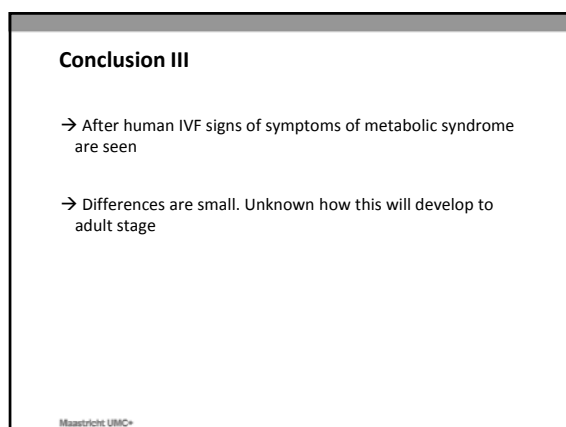 Conclusion III
→ After human IVF signs of symptoms of metabolic syndrome
are seen
→ Differences are small. Unknown how this will develop to
adult stage
Maastricht UMC+